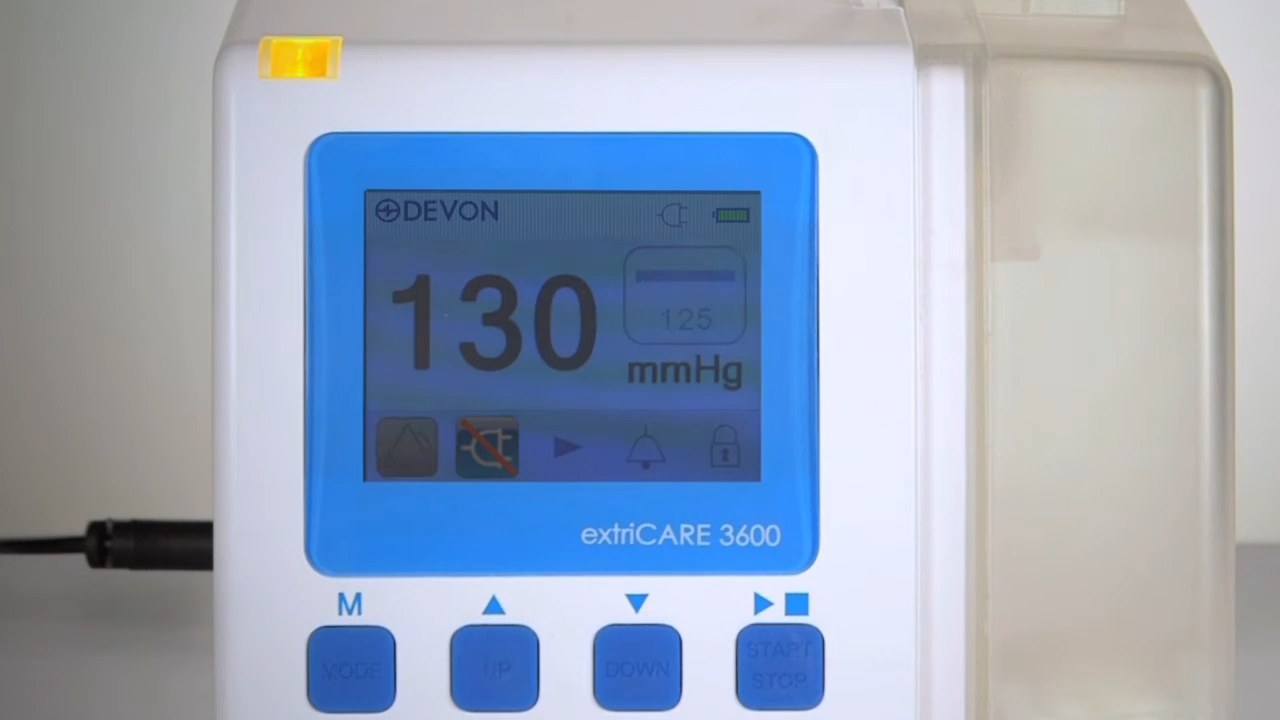 DEVON
130
125
mmHg
extriCARE 3600
M
MODE
UP
DOWN
START
STOP